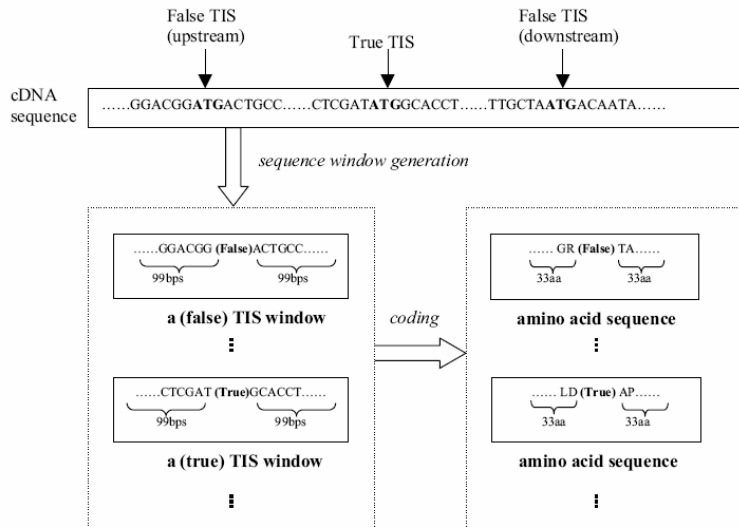 False TIS
(upstream)
True TIS
False TIS
(downstream)
cDNA
sequence
……GGACGGATGACTGCC……CTCGATATGGCACCT……TTGCTAATGACAATA……
sequence window generation
……GGACGG (False)ACTGCC……
99bps 99bps
a (false) TIS window
…… GR (False) TA……
33aa 33aa
amino acid sequence
coding
……CTCGAT (True)GCACCT……
99bps 99bps
a (true) TIS window
…… LD (True) AP……
33aa 33aa
amino acid sequence